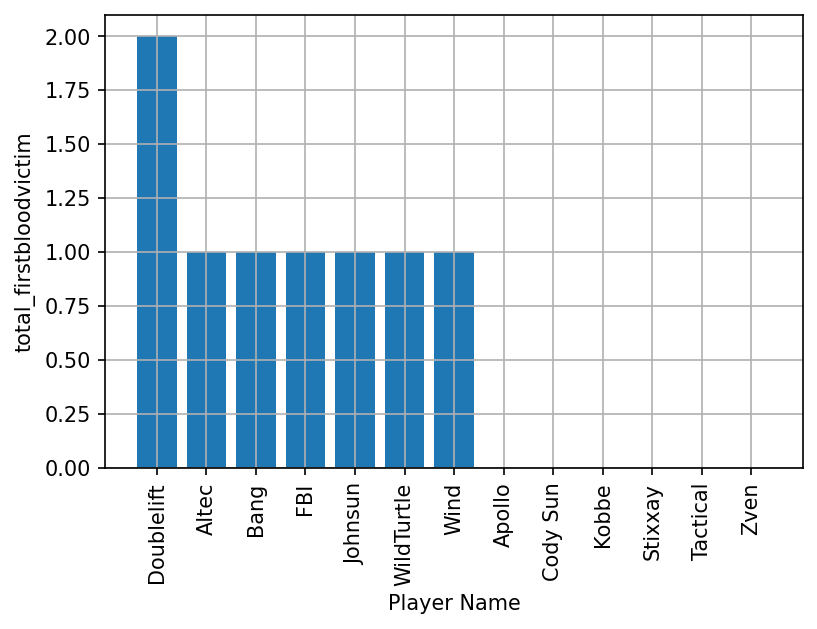 2.00
1.75
1.50
1.25
1.00
0.75
0.50
0.25
0.00
total_firstbloodvictim
Doublelift
Altec
Bang
FBI
Johnsun
WildTurtle
Wind
Apollo
Cody Sun
Kobbe
Stixxay
Tactical
Zven
Player Name